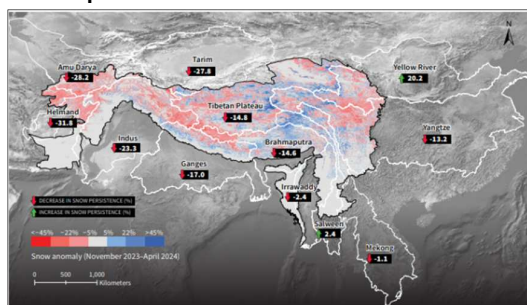 N
Tarim
-27.8
Amu Darya
-28.2
Yellow River
20.2
Helmand
-31.8
Tibetan Plateau
-14.8
Yangtze
-13.2
Indus
-23.3
Brahmaputra
-14.6
Ganges
-17.0
Irrawaddy
-2.4
Salween
2.4
Mekong
-1.1
DECREASE IN SNOW PERSISTENCE (%)
INCREASE IN SNOW PERSISTENCE (%)
<-45% -22% -5% 5% 22% >45%
Snow anomaly (November 2023–April 2024)
0 500 1,000
Kilometers